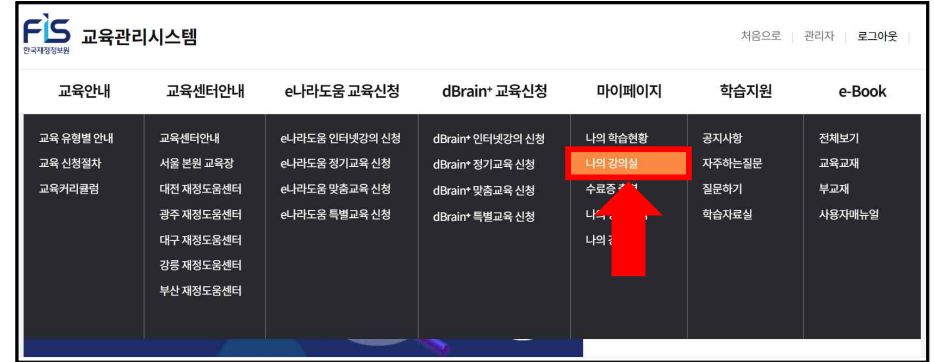 FIS 교육관리시스템
한국재정정보원
처음으로 관리자 로그아웃
교육안내 교육센터안내 e나라도움 교육신청 dBrain+ 교육신청 마이페이지 학습지원 e-Book
교육 유형별 안내 교육센터안내 e나라도움 인터넷강의 신청 dBrain+ 인터넷강의 신청 나의 학습현황 공지사항 전체보기
교육 신청절차 서울 본원 교육장 e나라도움 정기교육 신청 dBrain+ 정기교육 신청 나의 강의실 자주하는질문 교육교재
교육커리큘럼 대전 재정도움센터 e나라도움 맞춤교육 신청 dBrain+ 맞춤교육 신청 수료증 질문하기 부교재
광주 재정도움센터 e나라도움 특별교육 신청 dBrain+ 특별교육 신청 학습자료실 사용자매뉴얼
대구 재정도움센터 나의
강릉 재정도움센터
부산 재정도움센터